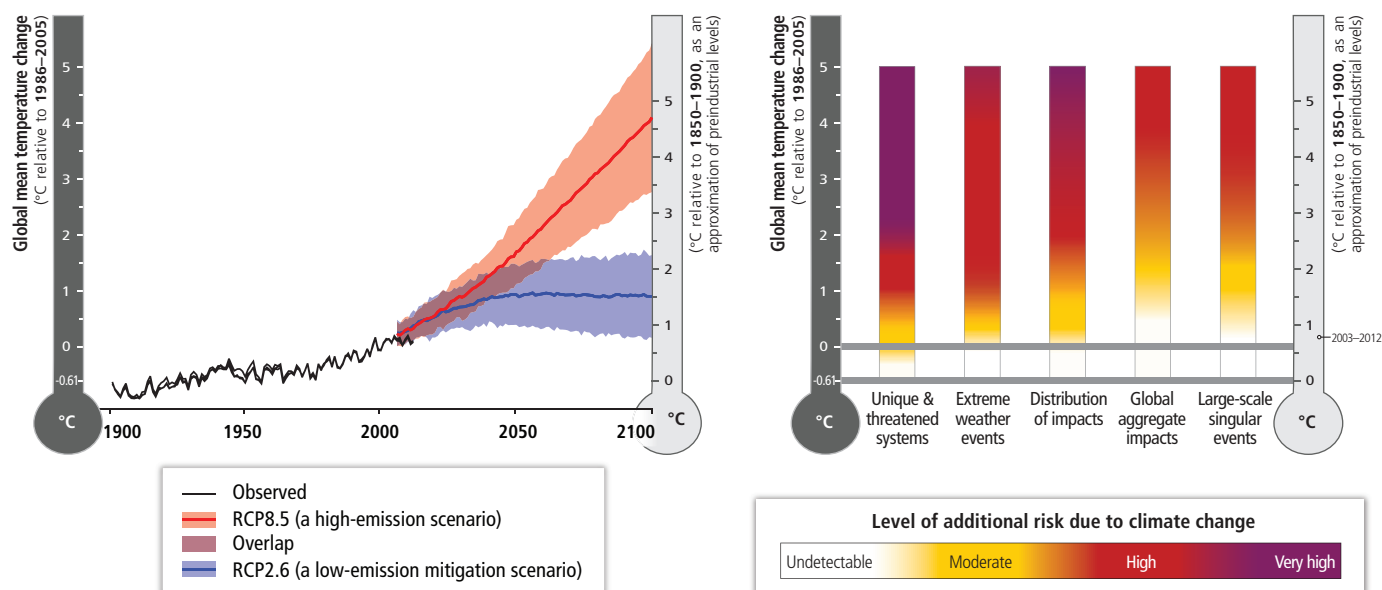 Global mean temperature change
(°C relative to 1986–2005)
5
4
3
2
1
0
-0.61
°C
(°C relative to 1850–1900, as an
approximation of preindustrial levels)
5
4
3
2
1
0
°C
1900
1950
2000
2050
2100
Observed
RCP8.5 (a high-emission scenario)
Overlap
RCP2.6 (a low-emission mitigation scenario)
Global mean temperature change
(°C relative to 1986–2005)
5
4
3
2
1
0
-0.61
°C
(°C relative to 1850–1900, as an
approximation of preindustrial levels)
5
4
3
2
1
0
2003–2012
°C
Unique &
threatened
systems
Extreme
weather
events
Distribution
of impacts
Global
aggregate
impacts
Large-scale
singular
events
Level of additional risk due to climate change
Undetectable Moderate High Very high